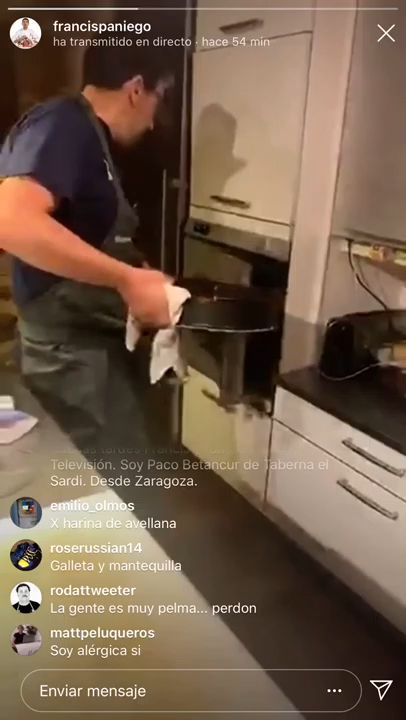 francispaniego
ha transmitido en directo · hace 54 min
Televisión. Soy Paco Betancur de Taberna el
Sardi. Desde Zaragoza.
emilio_olmos
X harina de avellana
roserussian14
Galleta y mantequilla
rodattweeter
La gente es muy pelma... perdon
mattpeluqueros
Soy alérgica si
Enviar mensaje